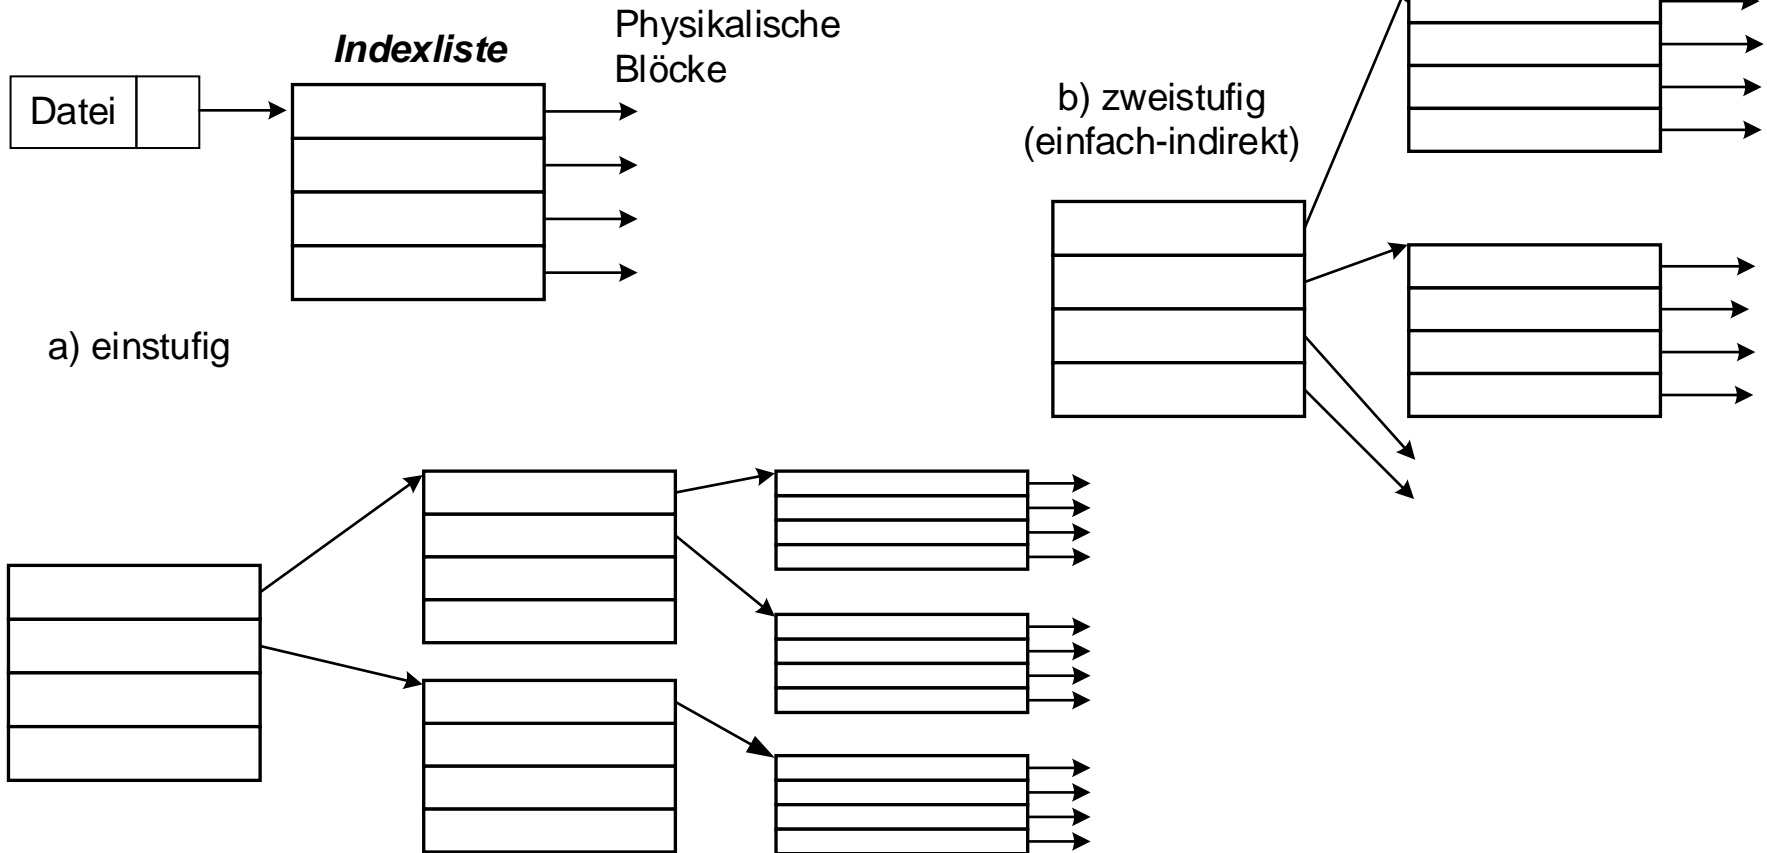 Indexliste
Physikalische
Blöcke
Datei
b) zweistufig
(einfach-indirekt)
a) einstufig